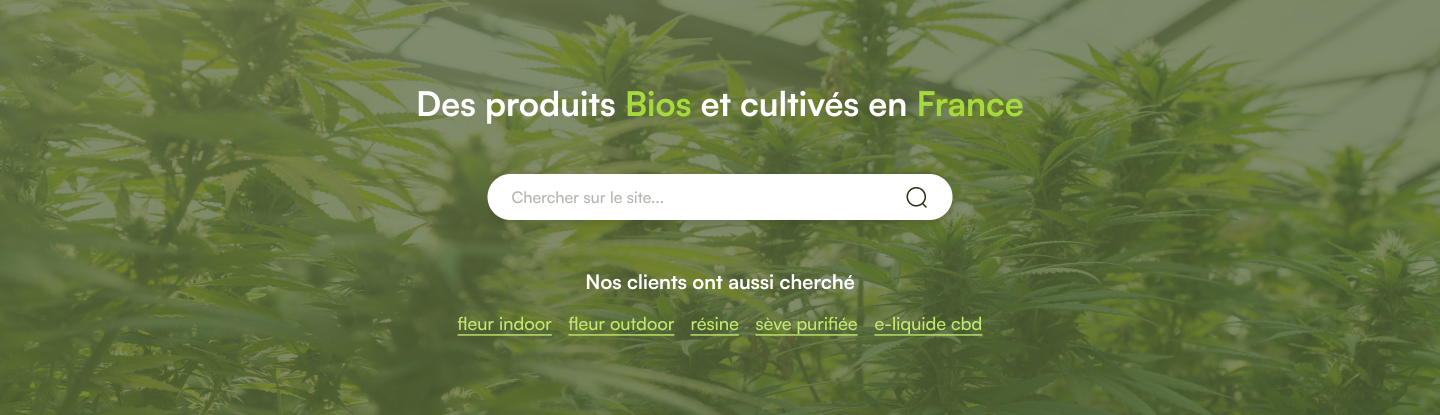 Des produits Bios et cultivés en France
Chercher sur le site...
Nos clients ont aussi cherché
fleur indoor fleur outdoor résine sève purifiée e-liquide cbd